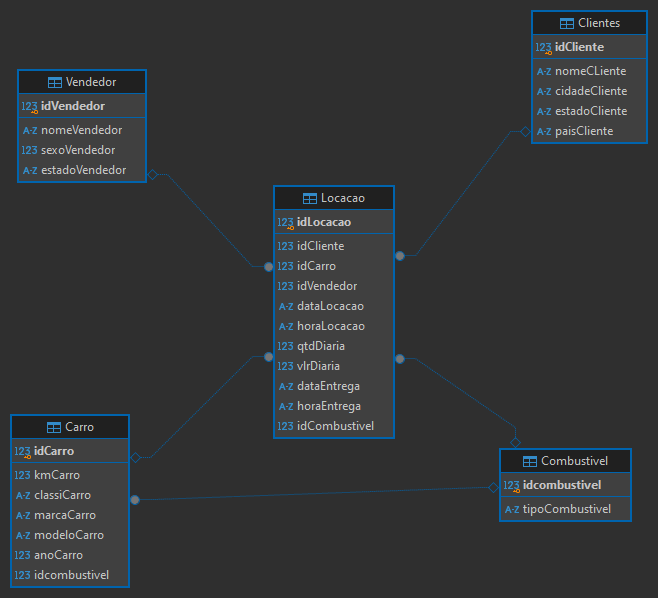 Clientes
123 idCliente
A-Z nomeCLiente
A-Z cidadeCliente
A-Z estadoCliente
A-Z paisCliente
Vendedor
123 idVendedor
A-Z nomeVendedor
123 sexoVendedor
A-Z estadoVendedor
Locacao
123 idLocacao
123 idCliente
123 idCarro
123 idVendedor
A-Z dataLocacao
A-Z horaLocacao
123 qtdDiaria
123 vlrDiaria
A-Z dataEntrega
A-Z horaEntrega
123 idCombustivel
Carro
123 idCarro
123 kmCarro
A-Z classiCarro
A-Z marcaCarro
A-Z modeloCarro
123 anoCarro
123 idcombustivel
Combustivel
123 idcombustivel
A-Z tipoCombustivel